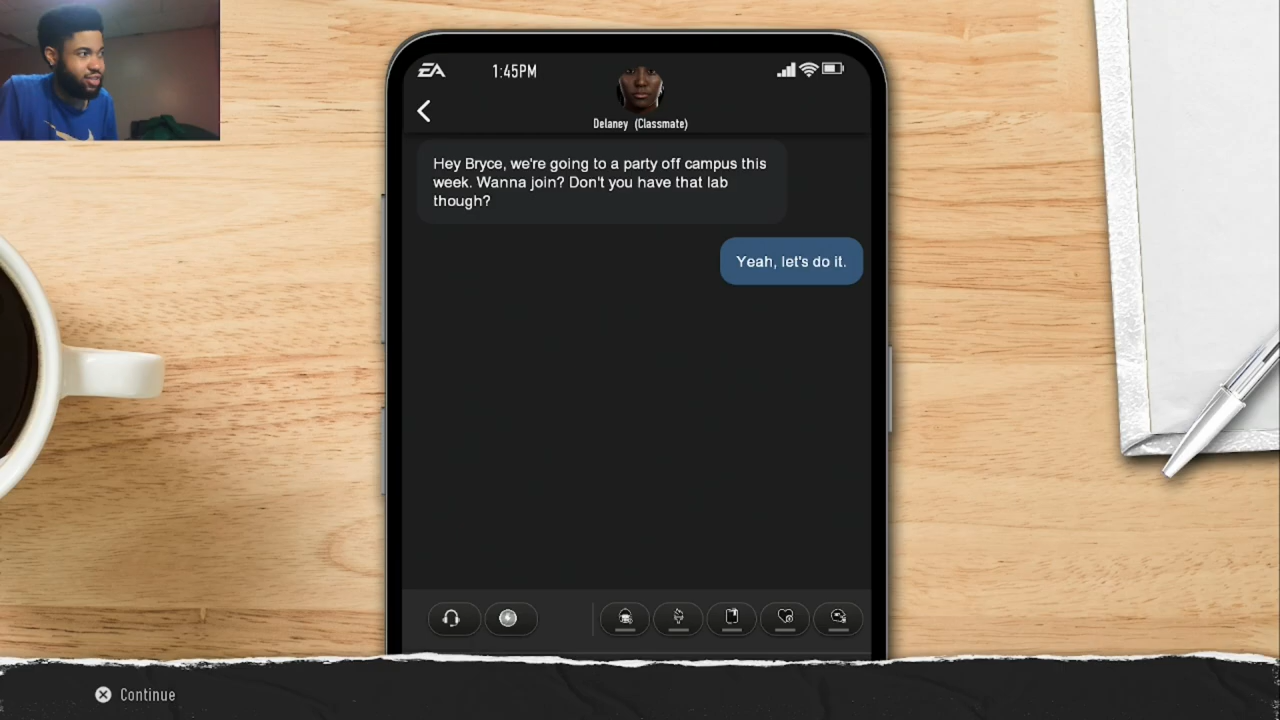 EA
1:45PM
Delaney (Classmate)
Hey Bryce, we're going to a party off campus this
week. Wanna join? Don't you have that lab
though?
Yeah, let's do it.
Continue